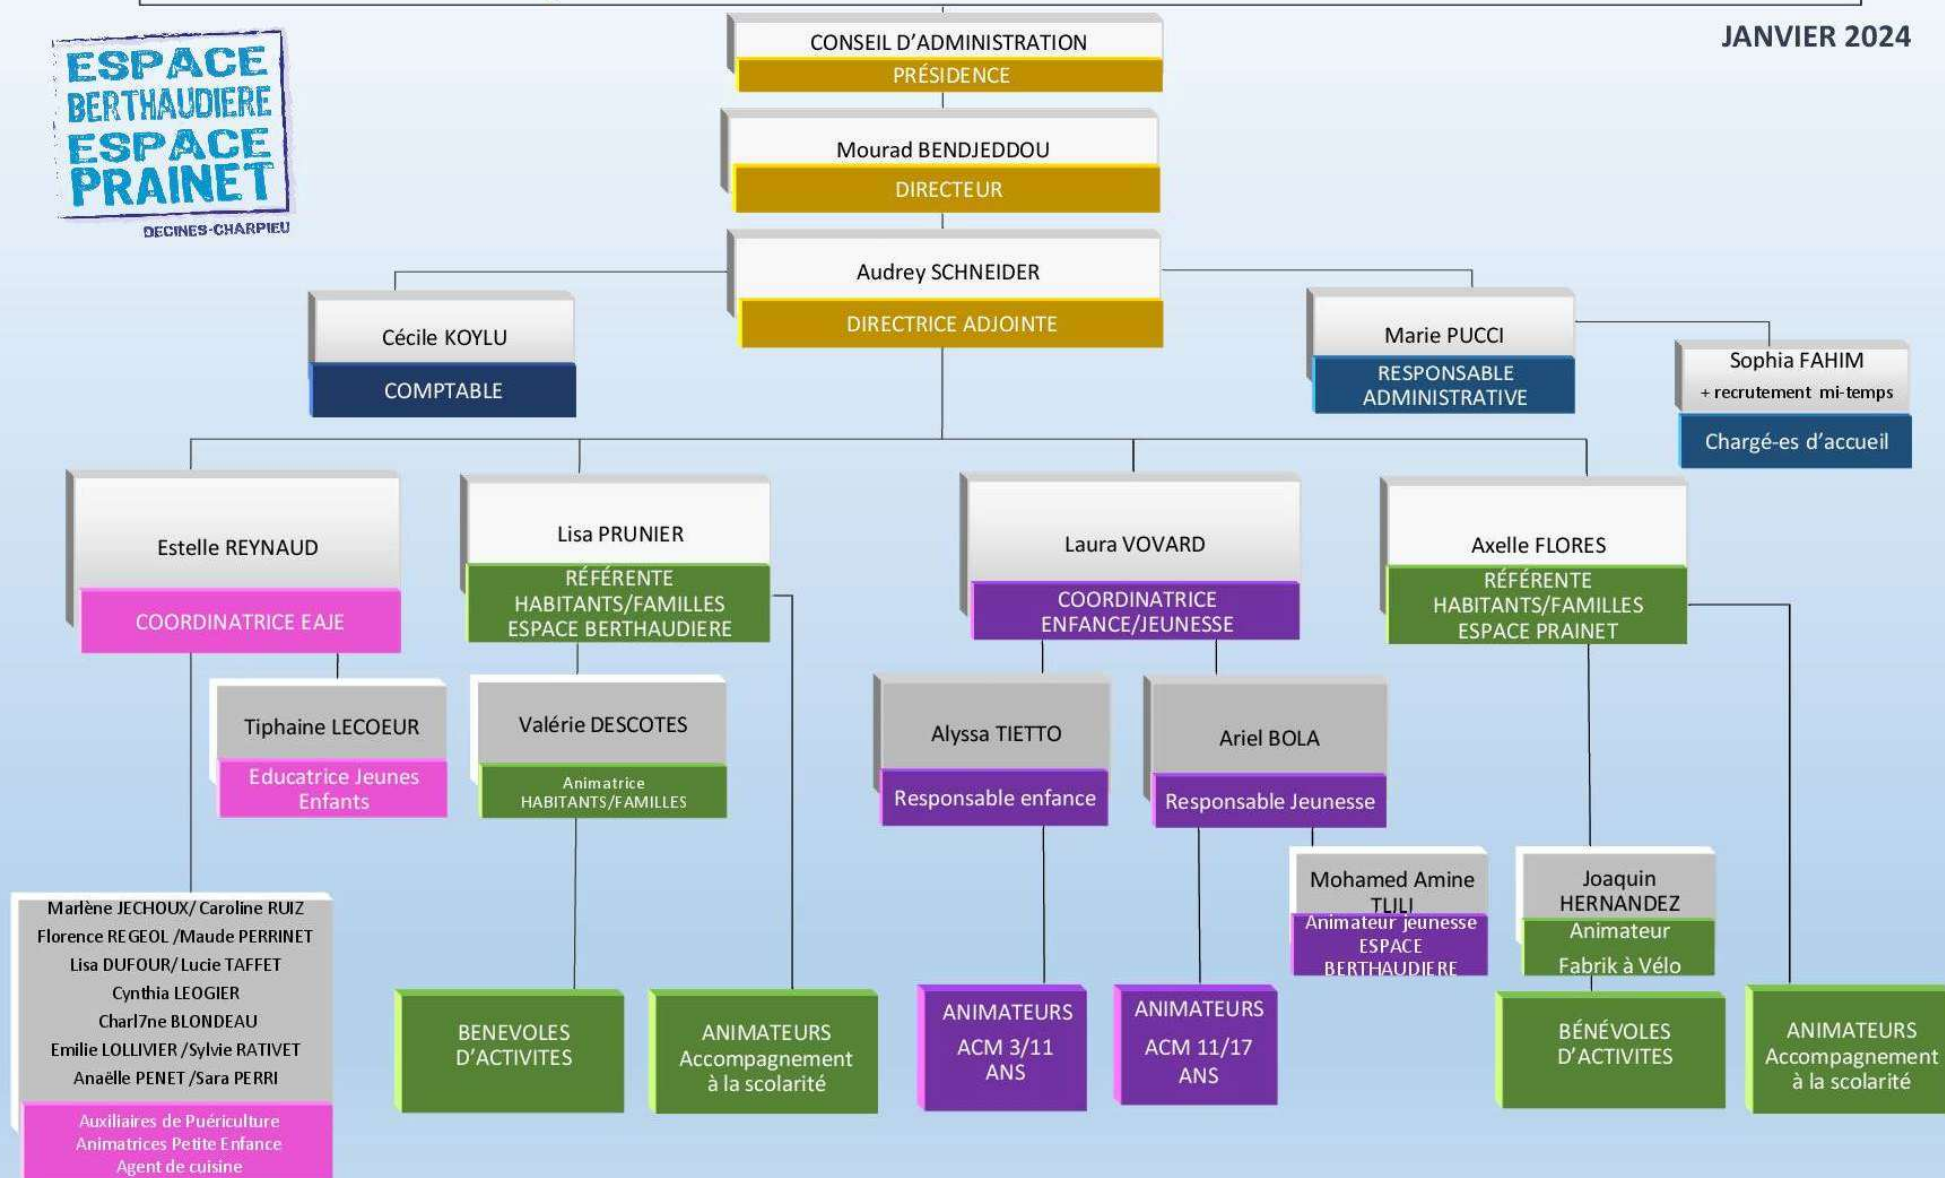 JANVIER 2024
ESPACE
BERTHAUDIERE
ESPACE
PRAINET
DECINES-CHARPIEU
CONSEIL D'ADMINISTRATION
PRÉSIDENCE
Mourad BENDJEDDOU
DIRECTEUR
Audrey SCHNEIDER
DIRECTRICE ADJOINTE
Cécile KOYLU
COMPTABLE
Marie PUCCI
RESPONSABLE
ADMINISTRATIVE
Sophia FAHIM
+ recrutement mi-temps
Chargé-es d'accueil
Estelle REYNAUD
COORDINATRICE EAJE
Lisa PRUNIER
RÉFÉRENTE
HABITANTS/FAMILLES
ESPACE BERTHAUDIERE
Laura VOVARD
COORDINATRICE
ENFANCE/JEUNESSE
Axelle FLORES
RÉFÉRENTE
HABITANTS/FAMILLES
ESPACE PRAINET
Tiphaine LECOEUR
Educatrice Jeunes
Enfants
Valérie DESCOTES
Animatrice
HABITANTS/FAMILLES
Alyssa TIETTO
Responsable enfance
Ariel BOLA
Responsable Jeunesse
Mohamed Amine
TLILI
Animateur jeunesse
ESPACE
BERTHAUDIERE
Joaquin
HERNANDEZ
Animateur
Fabrik à Vélo
Marlène JECHOUX/ Caroline RUIZ
Florence REGEOL /Maude PERRINET
Lisa DUFOUR/ Lucie TAFFET
Cynthia LEOGIER
Charl7ne BLONDEAU
Emilie LOLLIVIER /Sylvie RATIVET
Anaëlle PENET /Sara PERRI
Auxiliaires de Puériculture
Animatrices Petite Enfance
Agent de cuisine
BENEVOLES
D'ACTIVITES
ANIMATEURS
Accompagnement
à la scolarité
ANIMATEURS
ACM 3/11
ANS
ANIMATEURS
ACM 11/17
ANS
BÉNÉVOLES
D'ACTIVITES
ANIMATEURS
Accompagnement
à la scolarité